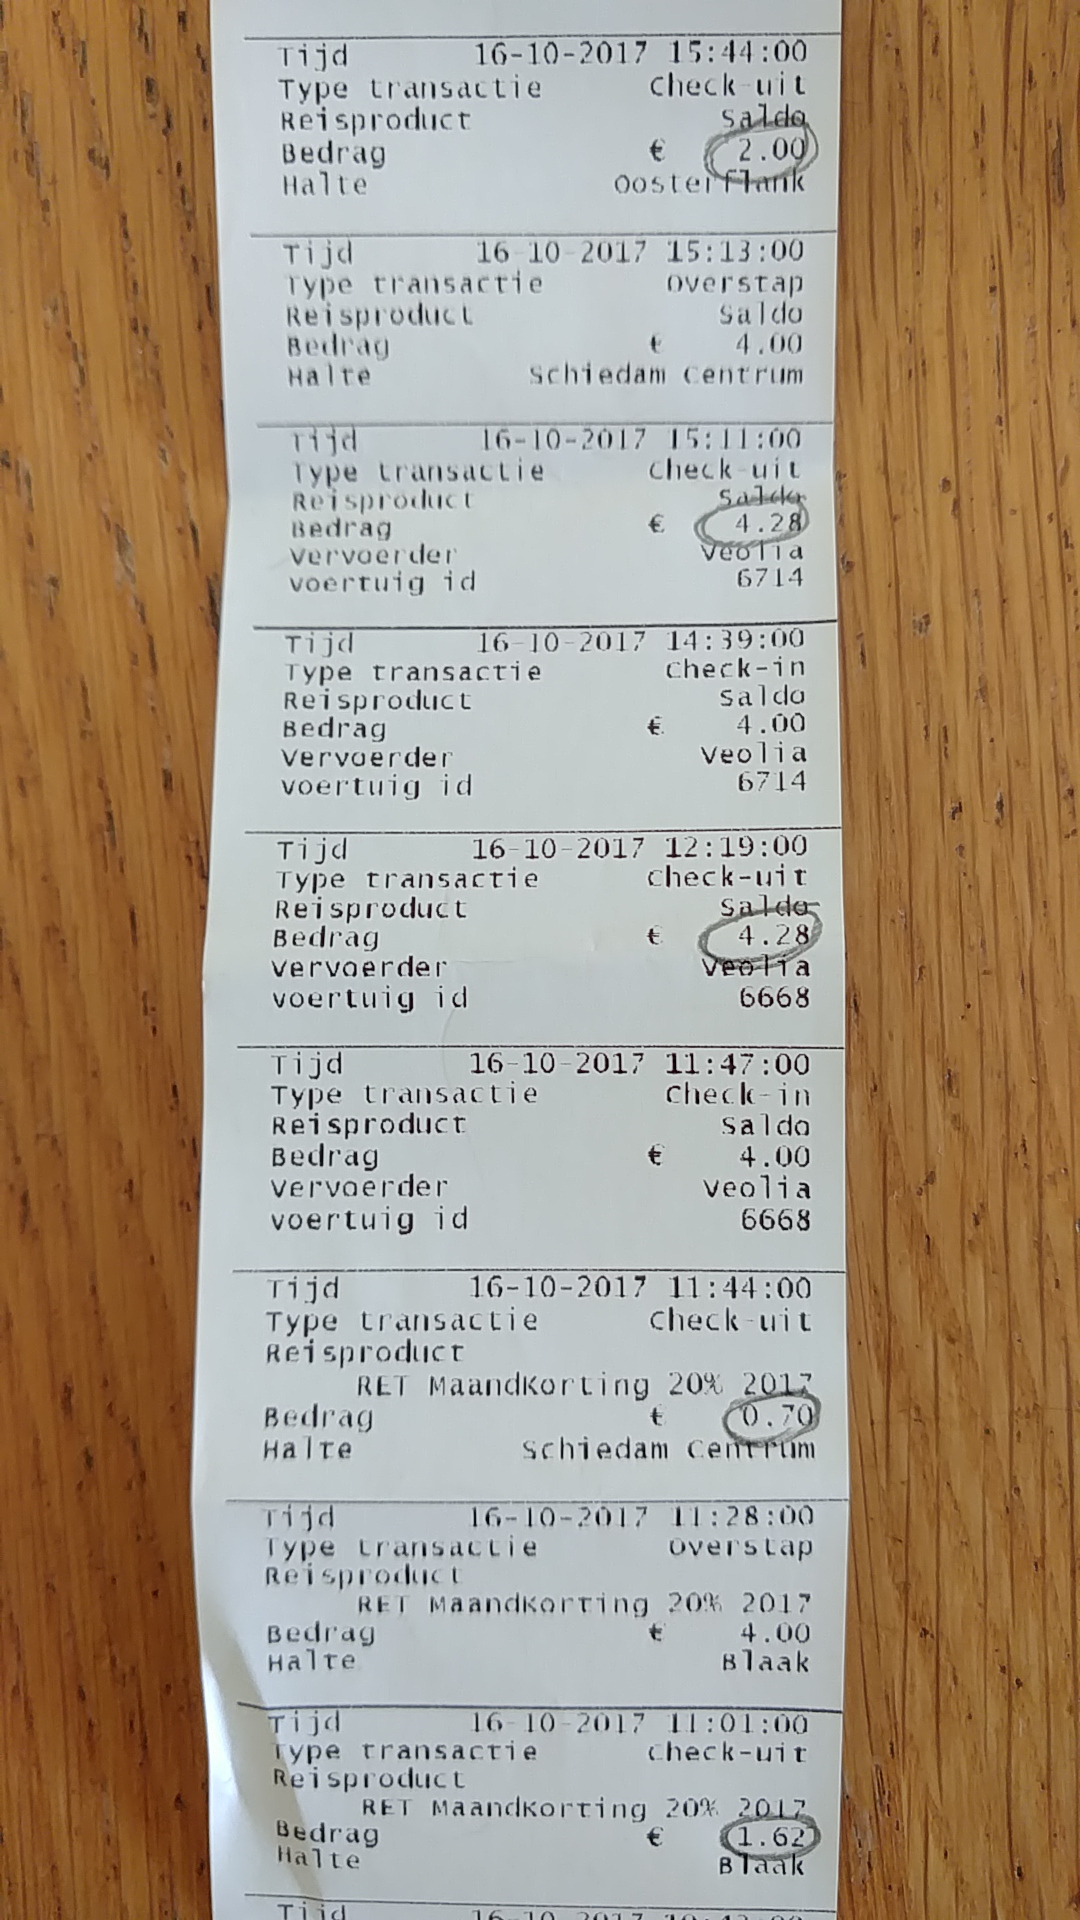 Tijd 16-10-2017 15:44:00
Type transactie Check-uit
Reisproduct Saldo
Bedrag € 2.00
Halte Oosterflank
Tijd 16-10-2017 15:13:00
Type transactie Overstap
Reisproduct Saldo
Bedrag € 4.00
Halte Schiedam Centrum
Tijd 16-10-2017 15:11:00
Type transactie Check-uit
Reisproduct Saldo
Bedrag € 4.28
Vervoerder Veolia
Voertuig id 6714
Tijd 16-10-2017 14:39:00
Type transactie Check-in
Reisproduct Saldo
Bedrag € 4.00
Vervoerder Veolia
Voertuig id 6714
Tijd 16-10-2017 12:19:00
Type transactie Check-uit
Reisproduct Saldo
Bedrag € 4.28
Vervoerder Veolia
Voertuig id 6668
Tijd 16-10-2017 11:47:00
Type transactie Check-in
Reisproduct Saldo
Bedrag € 4.00
Vervoerder Veolia
Voertuig id 6668
Tijd 16-10-2017 11:44:00
Type transactie Check-uit
Reisproduct
RET MaandKorting 20% 2017
Bedrag € 0.70
Halte Schiedam Centrum
Tijd 16-10-2017 11:28:00
Type transactie Overstap
Reisproduct
RET MaandKorting 20% 2017
Bedrag € 4.00
Halte Blaak
Tijd 16-10-2017 11:01:00
Type transactie Check-uit
Reisproduct
RET MaandKorting 20% 2017
Bedrag € 1.62
Halte Blaak
Tijd 16-10-2017